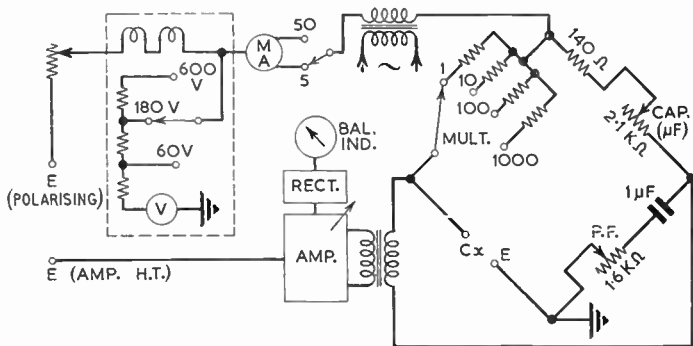 50
M
A
5
600
V
180 V
60V
V
E
(POLARISING)
BAL.
IND.
RECT.
AMP.
E (AMP. H.T.)
~
1
10
100
1000
MULT.
140 Ω
CAP.
(μF)
2.1 KΩ
1μF
P.F.
1.6 KΩ
Cx
E